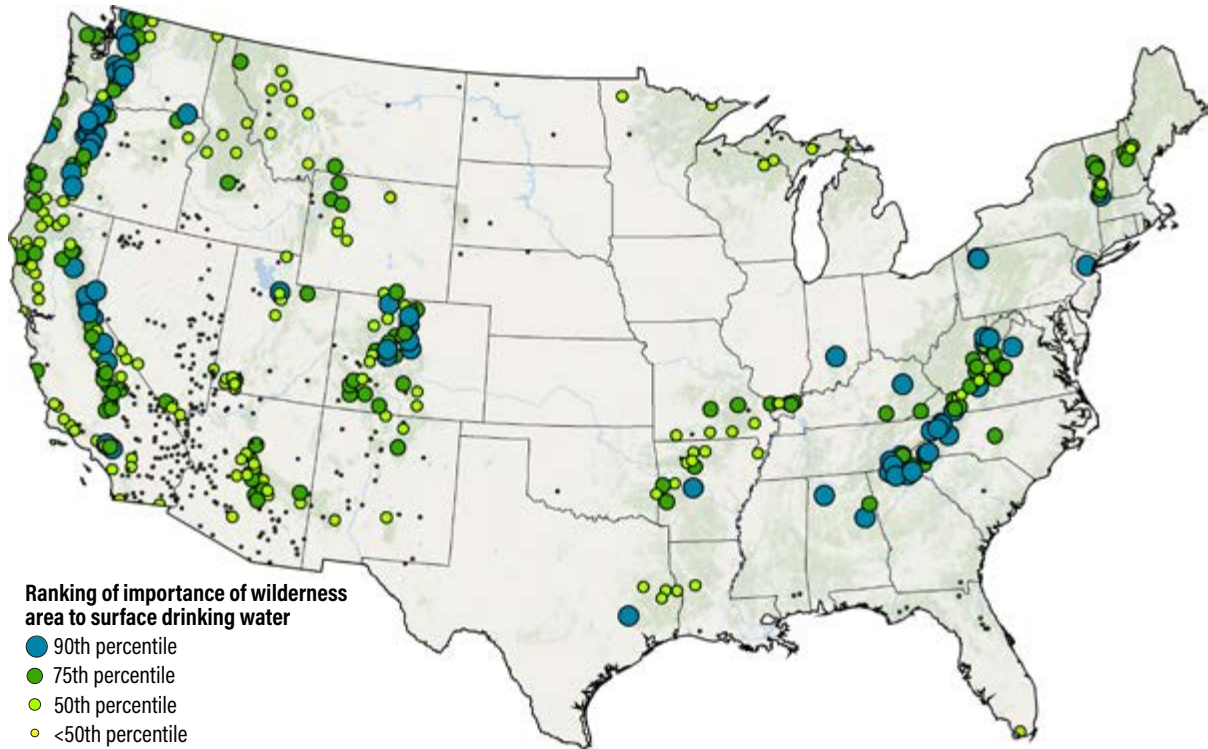 Ranking of importance of wilderness
area to surface drinking water
90th percentile
75th percentile
50th percentile
<50th percentile